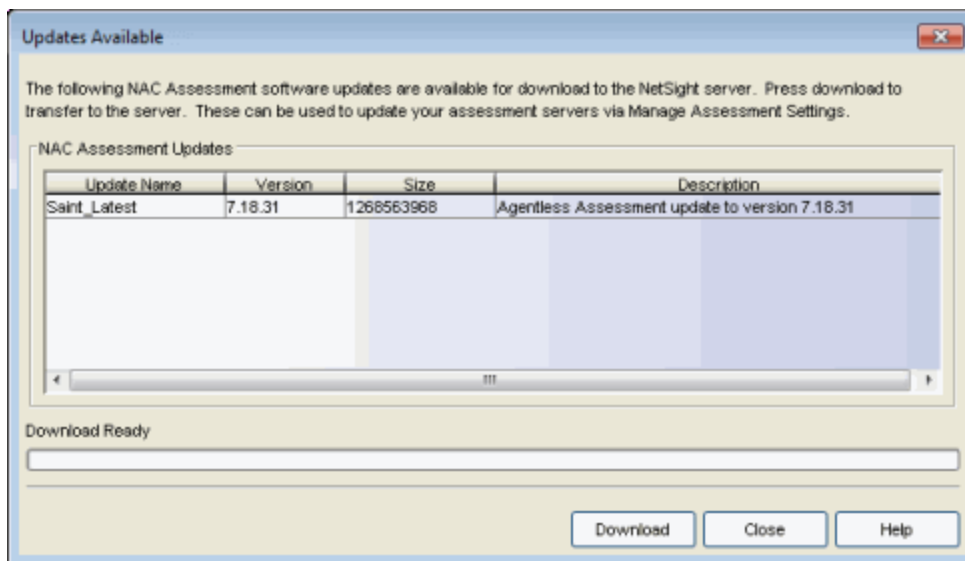 Updates Available
The following NAC Assessment software updates are available for download to the NetSight server. Press download to
transfer to the server. These can be used to update your assessment servers via Manage Assessment Settings.
NAC Assessment Updates
Update Name Version Size Description
Saint_Latest 7.18.31 1268563968 Agentless Assessment update to version 7.18.31
Download Ready
Download Close Help